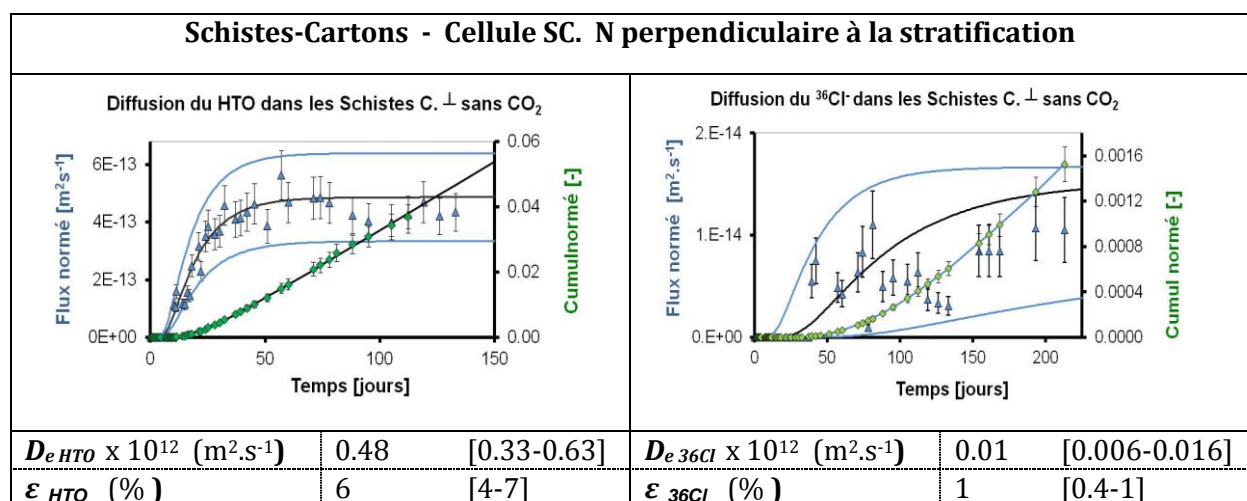 Schistes-Cartons - Cellule SC. N perpendiculaire à la stratification
Diffusion du HTO dans les Schistes C. ⊥ sans CO₂
Flux normé [m²s⁻¹]
6E-13
4E-13
2E-13
0E+00
0.06
0.04
0.02
0.00
Cumulnormé [-]
0 50 100 150
Temps [jours]
Diffusion du ³⁶Cl⁻ dans les Schistes C. ⊥ sans CO₂
Flux normé [m².s⁻¹]
2.E-14
1.E-14
0.E+00
0.0016
0.0012
0.0008
0.0004
0.0000
Cumul normé [-]
0 50 100 150 200
Temps [jours]
De HTO x 10¹² (m².s⁻¹) 0.48 [0.33-0.63] De 36Cl x 10¹² (m².s⁻¹) 0.01 [0.006-0.016]
ε HTO (% ) 6 [4-7] ε 36Cl (%) 1 [0.4-1]